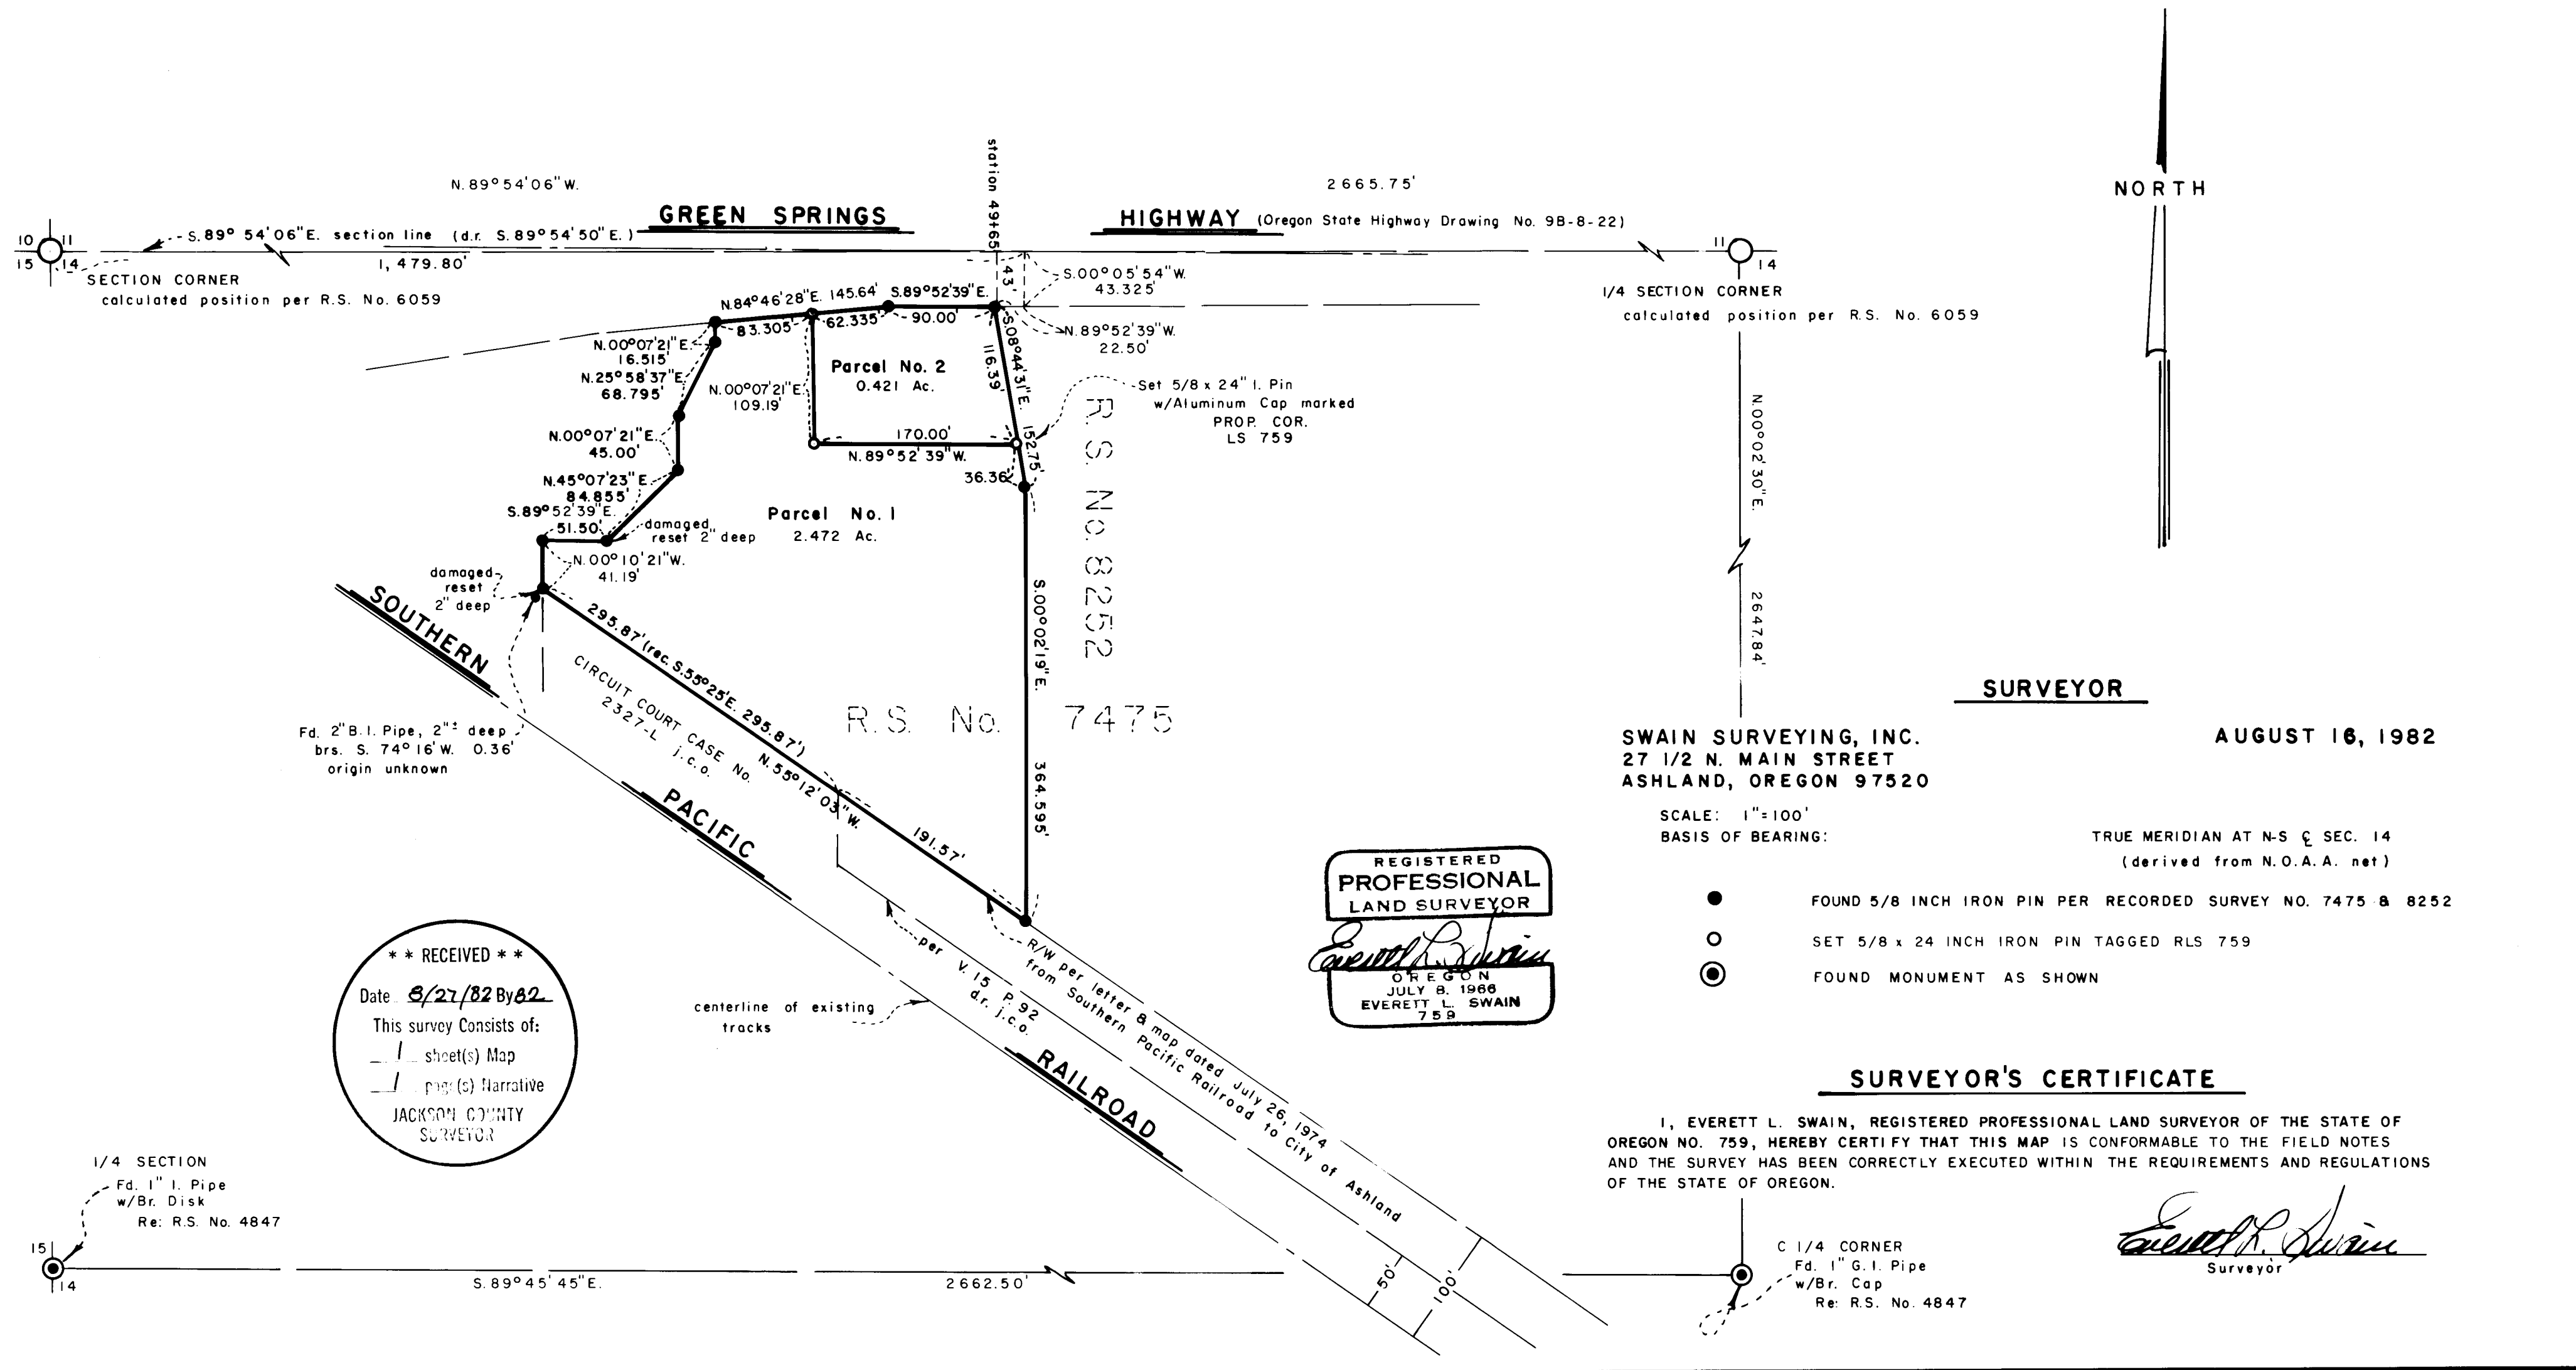 N.89°54'06"W.
2665.75'
station 49+65
GREEN SPRINGS HIGHWAY (Oregon State Highway Drawing No. 9B-8-22)
S.89° 54'06"E. section line (d.r. S.89°54'50"E.)
1,479.80'
10 11
15 14
SECTION CORNER
calculated position per R.S. No. 6059
11
14
1/4 SECTION CORNER
calculated position per R.S. No. 6059
NORTH
43'
S.00°05'54"W.
43.325'
N.89°52'39"W.
22.50'
N.84°46'28"E. 145.64'
S.89°52'39"E.
83.305'
62.335'
90.00'
N.00°07'21"E.
16.515'
N.25°58'37"E.
68.795'
N.00°07'21"E.
109.19'
Parcel No. 2
0.421 Ac.
S.08°44'31"E.
116.39'
152.75'
Set 5/8 x 24" I. Pin
w/Aluminum Cap marked
PROP. COR.
LS 759
170.00'
N.89°52'39"W.
36.36'
N.00°07'21"E.
45.00'
N.45°07'23"E.
84.855'
S.89°52'39"E.
51.50'
damaged
reset 2" deep
Parcel No. 1
2.472 Ac.
N.00°10'21"W.
41.19'
damaged
reset
2" deep
R.S. No. 8252
S.00°02'19"E.
364.595'
N.00°02'30"E.
2647.84'
SOUTHERN
295.87'(rec. S.55°25'E. 295.87')
CIRCUIT COURT CASE No.
2327-L j.c.o.
N.55°12'03"W.
R.S. No. 7475
Fd. 2"B.I. Pipe, 2"± deep
brs. S. 74°16'W. 0.36'
origin unknown
PACIFIC
191.57'
per V. 15 P. 92
d.r. j.c.o.
R/W per letter & map dated July 26, 1974
from Southern Pacific Railroad to City of Ashland
centerline of existing
tracks
RAILROAD
50'
100'
SURVEYOR
SWAIN SURVEYING, INC.
27 1/2 N. MAIN STREET
ASHLAND, OREGON 97520
AUGUST 16, 1982
SCALE: 1"=100'
BASIS OF BEARING:
TRUE MERIDIAN AT N-S ℄ SEC. 14
(derived from N.O.A.A. net)
FOUND 5/8 INCH IRON PIN PER RECORDED SURVEY NO. 7475 & 8252
SET 5/8 x 24 INCH IRON PIN TAGGED RLS 759
FOUND MONUMENT AS SHOWN
REGISTERED
PROFESSIONAL
LAND SURVEYOR
Everett L. Swain
OREGON
JULY 8, 1966
EVERETT L. SWAIN
759
* * RECEIVED * *
Date 8/27/82 By 82
This survey Consists of:
1 sheet(s) Map
1 page(s) Narrative
JACKSON COUNTY
SURVEYOR
SURVEYOR'S CERTIFICATE
I, EVERETT L. SWAIN, REGISTERED PROFESSIONAL LAND SURVEYOR OF THE STATE OF
OREGON NO. 759, HEREBY CERTIFY THAT THIS MAP IS CONFORMABLE TO THE FIELD NOTES
AND THE SURVEY HAS BEEN CORRECTLY EXECUTED WITHIN THE REQUIREMENTS AND REGULATIONS
OF THE STATE OF OREGON.
Everett L. Swain
Surveyor
1/4 SECTION
Fd. 1" I. Pipe
w/Br. Disk
Re: R.S. No. 4847
15
14
S.89°45'45"E.
2662.50'
C 1/4 CORNER
Fd. 1" G.I. Pipe
w/Br. Cap
Re: R.S. No. 4847